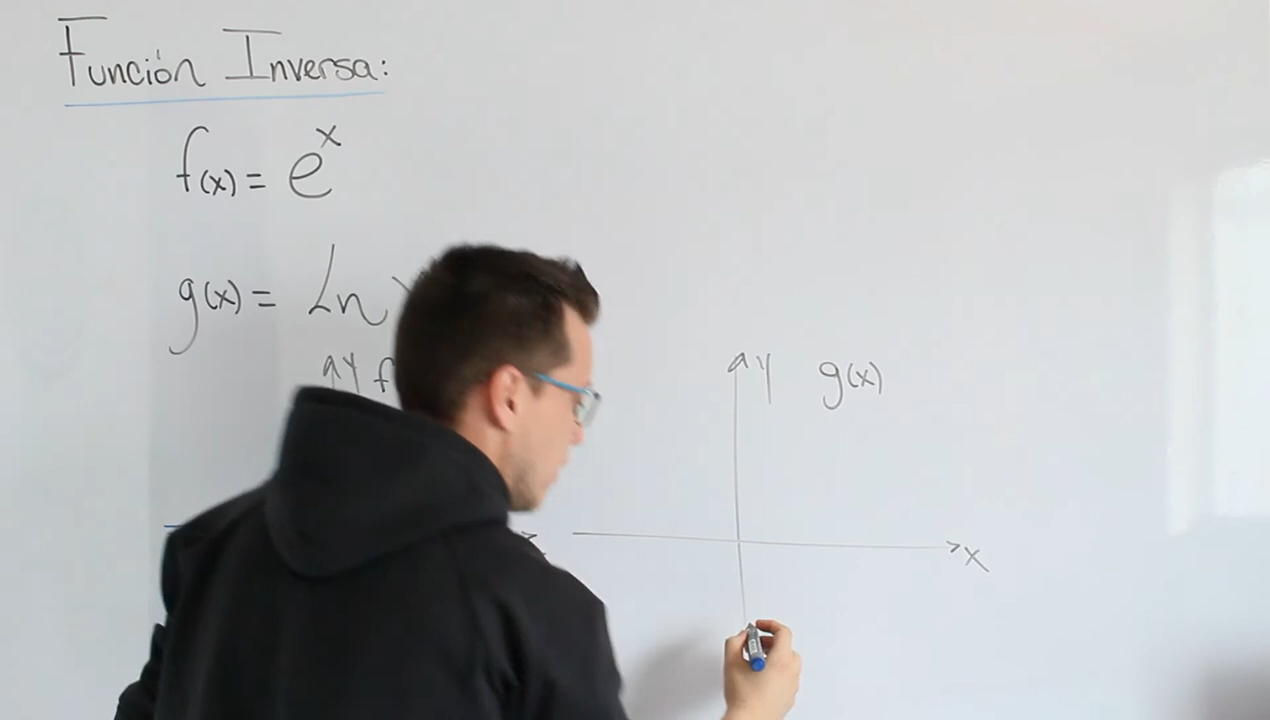 Función Inversa:
f(x) = e^x
g(x) = Ln
y f
y g(x)
x